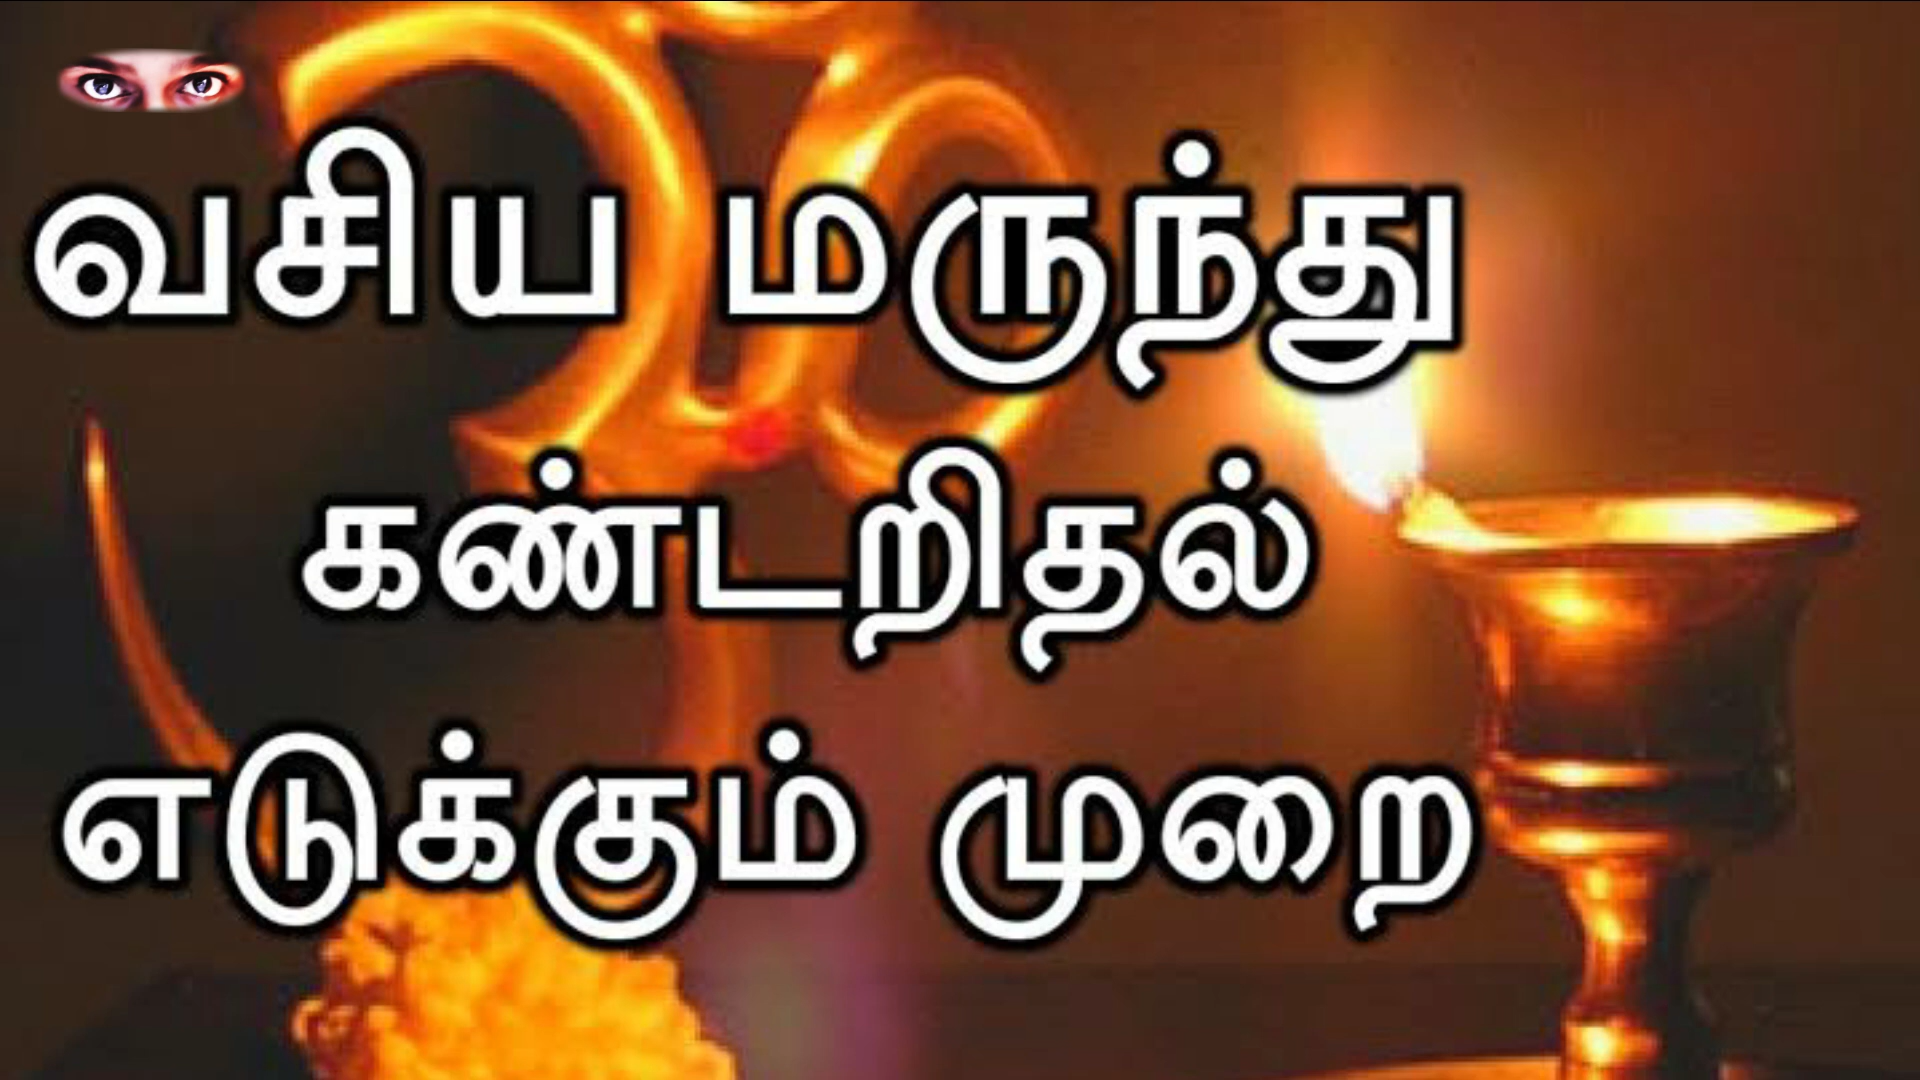 வசிய மருந்து
கண்டறிதல்
எடுக்கும் முறை